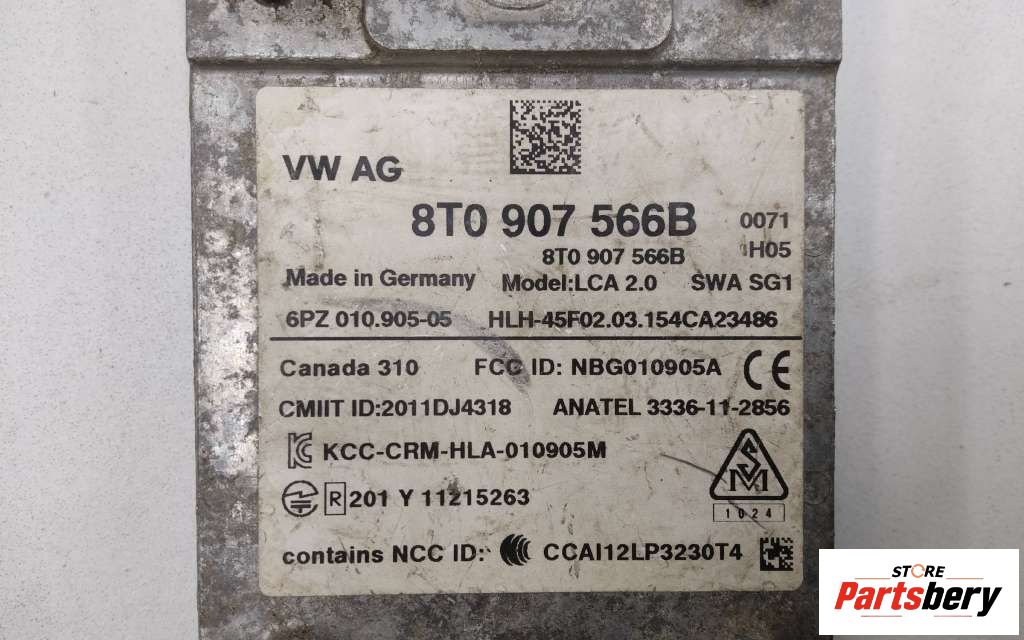 VW AG
8T0 907 566B 0071
8T0 907 566B H05
Made in Germany Model:LCA 2.0 SWA SG1
6PZ 010.905-05 HLH-45F02.03.154CA23486
Canada 310 FCC ID: NBG010905A CE
CMIIT ID:2011DJ4318 ANATEL 3336-11-2856
KCC-CRM-HLA-010905M
R 201 Y 11215263
SM
1024
contains NCC ID: CCAI12LP3230T4
STORE
Partsbery